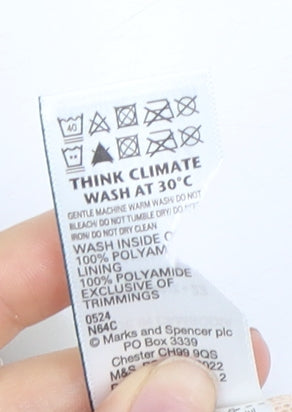 40
THINK CLIMATE
WASH AT 30°C
GENTLE MACHINE WARM WASH/ DO NOT
BLEACH/ DO NOT TUMBLE DRY/ DO NOT
IRON/ DO NOT DRY CLEAN
WASH INSIDE
100% POLYAM
LINING
100% POLYAMIDE
EXCLUSIVE OF
TRIMMINGS
0524
N64C
© Marks and Spencer plc
PO Box 3339
Chester CH99 9QS
M&S 2022
2